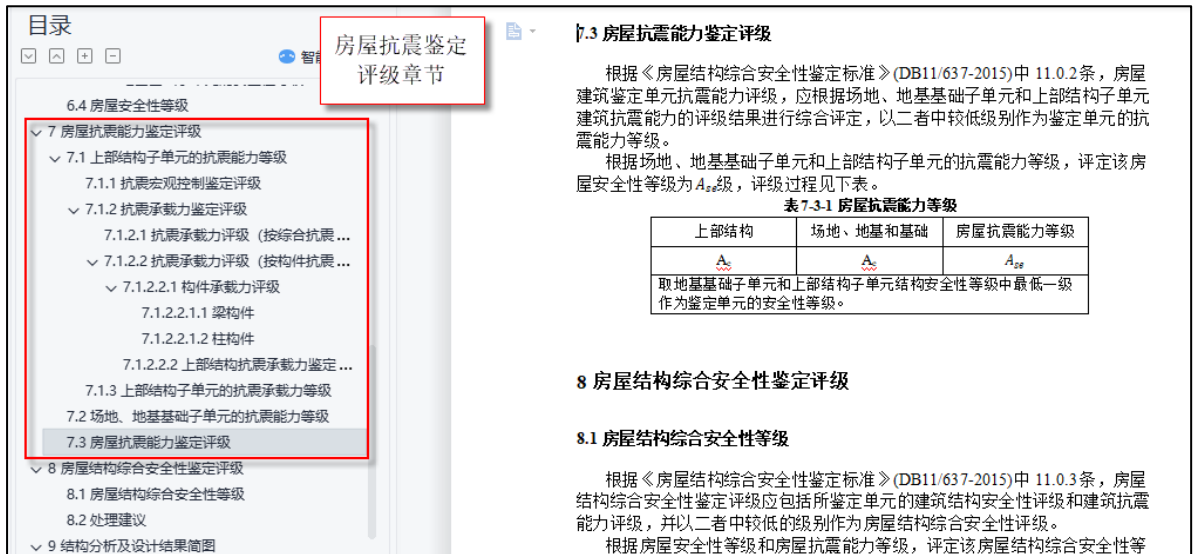 目录
智能
房屋抗震鉴定
评级章节
6.4 房屋安全性等级
7 房屋抗震能力鉴定评级
7.1 上部结构子单元的抗震能力等级
7.1.1 抗震宏观控制鉴定评级
7.1.2 抗震承载力鉴定评级
7.1.2.1 抗震承载力评级（按综合抗震...
7.1.2.2 抗震承载力评级（按构件抗震...
7.1.2.2.1 构件承载力评级
7.1.2.2.1.1 梁构件
7.1.2.2.1.2 柱构件
7.1.2.2.2 上部结构抗震承载力鉴定...
7.1.3 上部结构子单元的抗震承载力等级
7.2 场地、地基基础子单元的抗震能力等级
7.3 房屋抗震能力鉴定评级
8 房屋结构综合安全性鉴定评级
8.1 房屋结构综合安全性等级
8.2 处理建议
9 结构分析及设计结果简图
7.3 房屋抗震能力鉴定评级
根据《房屋结构综合安全性鉴定标准》(DB11/637-2015)中 11.0.2条，房屋
建筑鉴定单元抗震能力评级，应根据场地、地基基础子单元和上部结构子单元
建筑抗震能力的评级结果进行综合评定，以二者中较低级别作为鉴定单元的抗
震能力等级。
根据场地、地基基础子单元和上部结构子单元的抗震能力等级，评定该房
屋安全性等级为Ase级，评级过程见下表。
表7-3-1 房屋抗震能力等级
上部结构 场地、地基和基础 房屋抗震能力等级
Ae Ae Ase
取地基基础子单元和上部结构子单元结构安全性等级中最低一级
作为鉴定单元的安全性等级。
8 房屋结构综合安全性鉴定评级
8.1 房屋结构综合安全性等级
根据《房屋结构综合安全性鉴定标准》(DB11/637-2015)中 11.0.3条，房屋
结构综合安全性鉴定评级应包括所鉴定单元的建筑结构安全性评级和建筑抗震
能力评级，并以二者中较低的级别作为房屋结构综合安全性评级。
根据房屋安全性等级和房屋抗震能力等级，评定该房屋结构综合安全性等